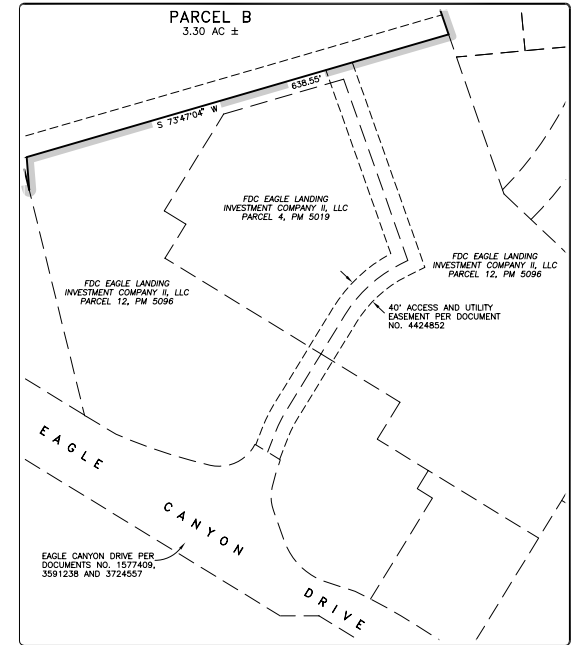 PARCEL B
3.30 AC ±
638.55'
S 73°47'04" W
FDC EAGLE LANDING
INVESTMENT COMPANY II, LLC
PARCEL 4, PM 5019
FDC EAGLE LANDING
INVESTMENT COMPANY II, LLC
PARCEL 12, PM 5096
FDC EAGLE LANDING
INVESTMENT COMPANY II, LLC
PARCEL 12, PM 5096
40' ACCESS AND UTILITY
EASEMENT PER DOCUMENT
NO. 4424852
EAGLE
CANYON
DRIVE
EAGLE CANYON DRIVE PER
DOCUMENTS NO. 1577409,
3591238 AND 3724557